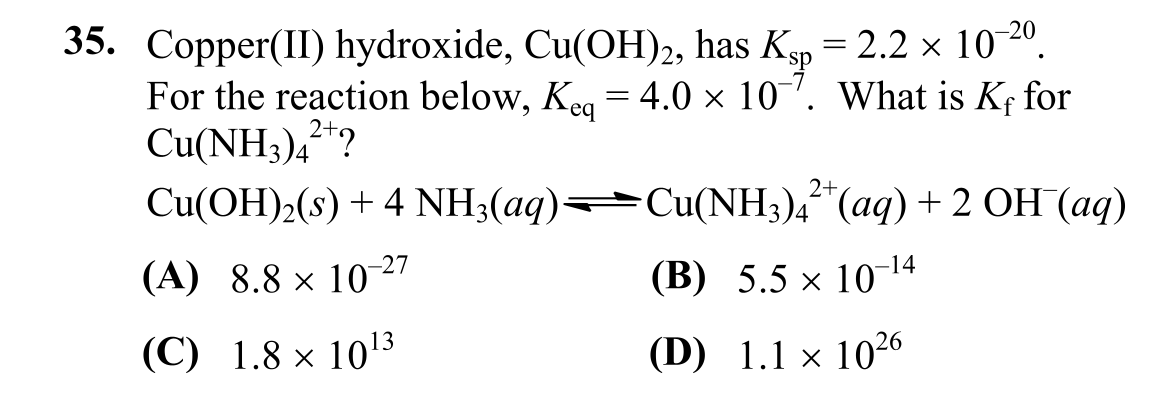 35. Copper(II) hydroxide, Cu(OH)₂, has Kₛₚ = 2.2 × 10⁻²⁰.
For the reaction below, K_eq = 4.0 × 10⁻⁷. What is K_f for
Cu(NH₃)₄²⁺?
Cu(OH)₂(s) + 4 NH₃(aq) ⇌ Cu(NH₃)₄²⁺(aq) + 2 OH⁻(aq)
(A) 8.8 × 10⁻²⁷ (B) 5.5 × 10⁻¹⁴
(C) 1.8 × 10¹³ (D) 1.1 × 10²⁶